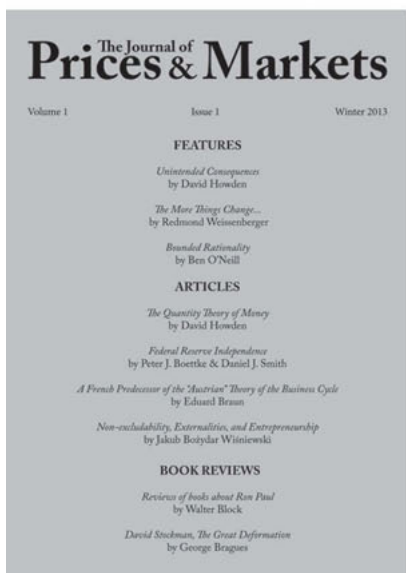 The Journal of
Prices & Markets
Volume 1 Issue 1 Winter 2013
FEATURES
Unintended Consequences
by David Howden
The More Things Change...
by Redmond Weissenberger
Bounded Rationality
by Ben O'Neill
ARTICLES
The Quantity Theory of Money
by David Howden
Federal Reserve Independence
by Peter J. Boettke & Daniel J. Smith
A French Predecessor of the "Austrian" Theory of the Business Cycle
by Eduard Braun
Non-excludability, Externalities, and Entrepreneurship
by Jakub Bożydar Wiśniewski
BOOK REVIEWS
Reviews of books about Ron Paul
by Walter Block
David Stockman, The Great Deformation
by George Bragues